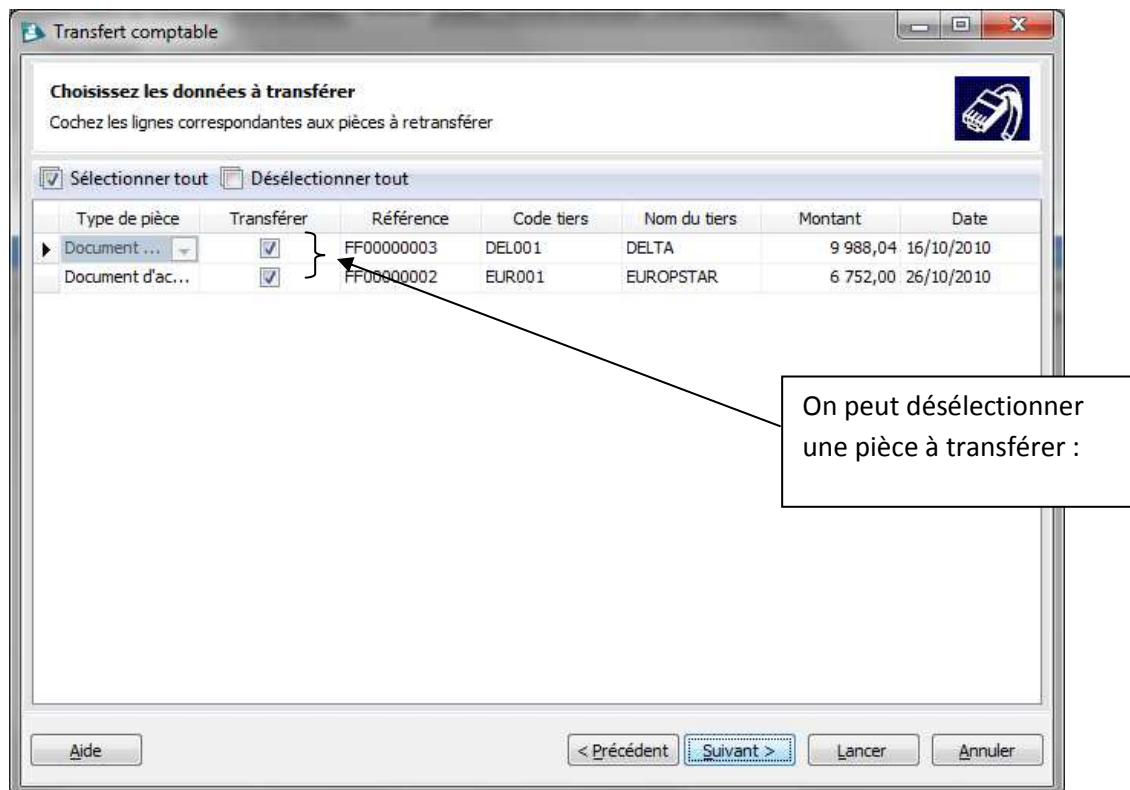 Transfert comptable
Choisissez les données à transférer
Cochez les lignes correspondantes aux pièces à retransférer
Sélectionner tout Désélectionner tout
Type de pièce Transférer Référence Code tiers Nom du tiers Montant Date
Document ... FF00000003 DEL001 DELTA 9 988,04 16/10/2010
Document d'ac... FF00000002 EUR001 EUROPSTAR 6 752,00 26/10/2010
On peut désélectionner
une pièce à transférer :
Aide < Précédent Suivant > Lancer Annuler